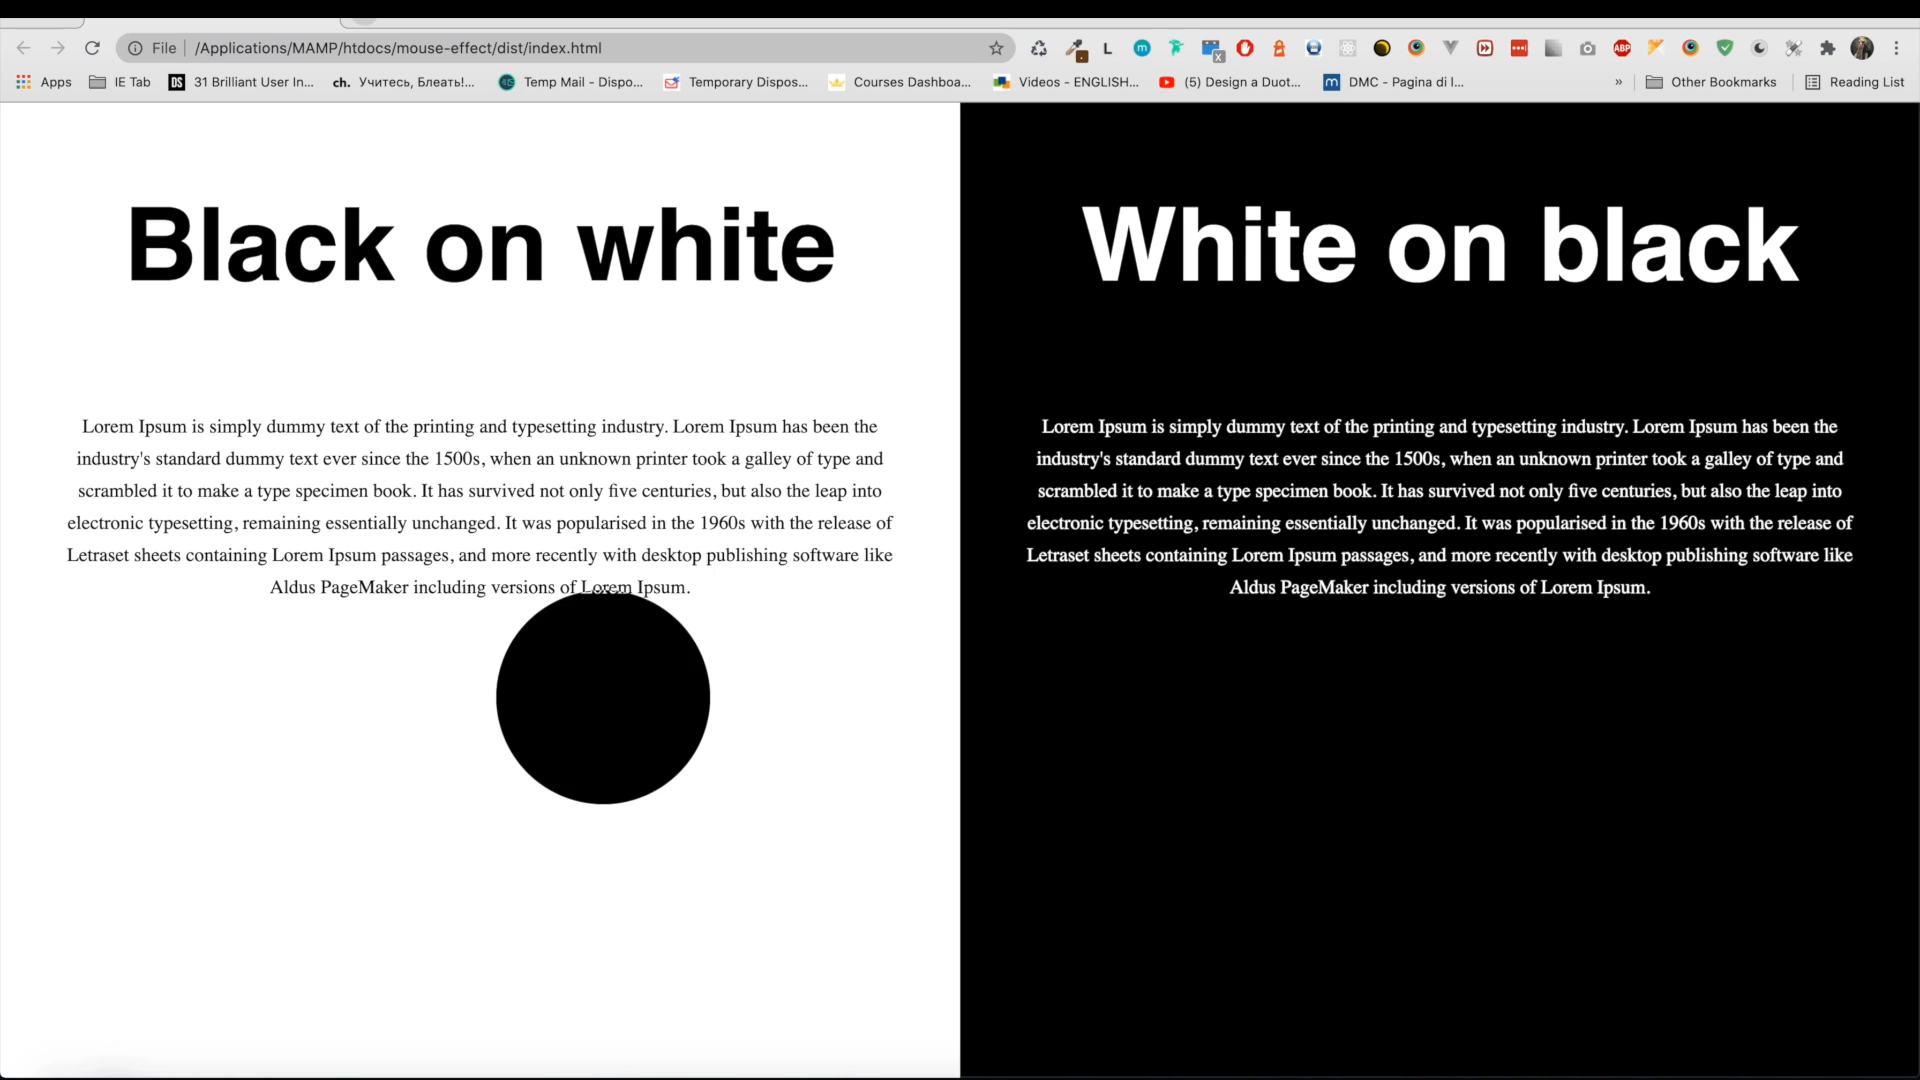 File /Applications/MAMP/htdocs/mouse-effect/dist/index.html
L
Apps IE Tab DS 31 Brilliant User In... ch. Учитесь, Блеать!... Temp Mail - Dispo... Temporary Dispos... Courses Dashboa... Videos - ENGLISH... (5) Design a Duot... m DMC - Pagina di l... » Other Bookmarks Reading List
Black on white
Lorem Ipsum is simply dummy text of the printing and typesetting industry. Lorem Ipsum has been the
industry's standard dummy text ever since the 1500s, when an unknown printer took a galley of type and
scrambled it to make a type specimen book. It has survived not only five centuries, but also the leap into
electronic typesetting, remaining essentially unchanged. It was popularised in the 1960s with the release of
Letraset sheets containing Lorem Ipsum passages, and more recently with desktop publishing software like
Aldus PageMaker including versions of Lorem Ipsum.
White on black
Lorem Ipsum is simply dummy text of the printing and typesetting industry. Lorem Ipsum has been the
industry's standard dummy text ever since the 1500s, when an unknown printer took a galley of type and
scrambled it to make a type specimen book. It has survived not only five centuries, but also the leap into
electronic typesetting, remaining essentially unchanged. It was popularised in the 1960s with the release of
Letraset sheets containing Lorem Ipsum passages, and more recently with desktop publishing software like
Aldus PageMaker including versions of Lorem Ipsum.